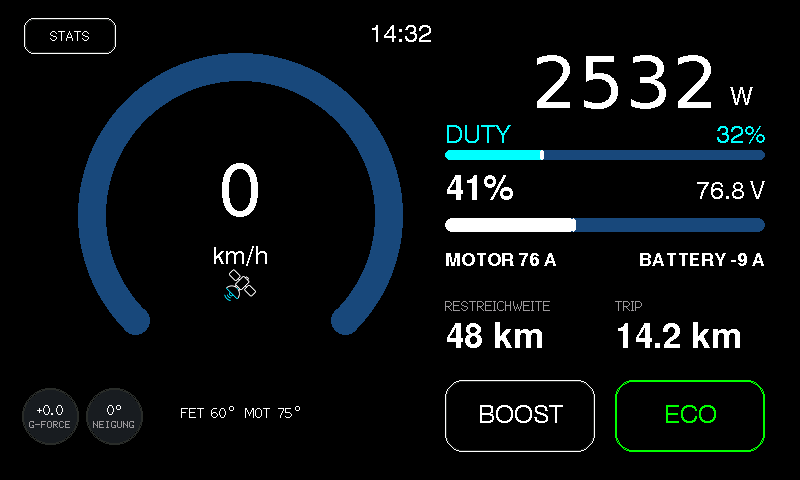 STATS
14:32
2532 W
DUTY 32%
41% 76.8 V
0
km/h
MOTOR 76 A BATTERY -9 A
RESTREICHWEITE TRIP
48 km 14.2 km
+0.0 0°
G-FORCE NEIGUNG
FET 60° MOT 75°
BOOST ECO